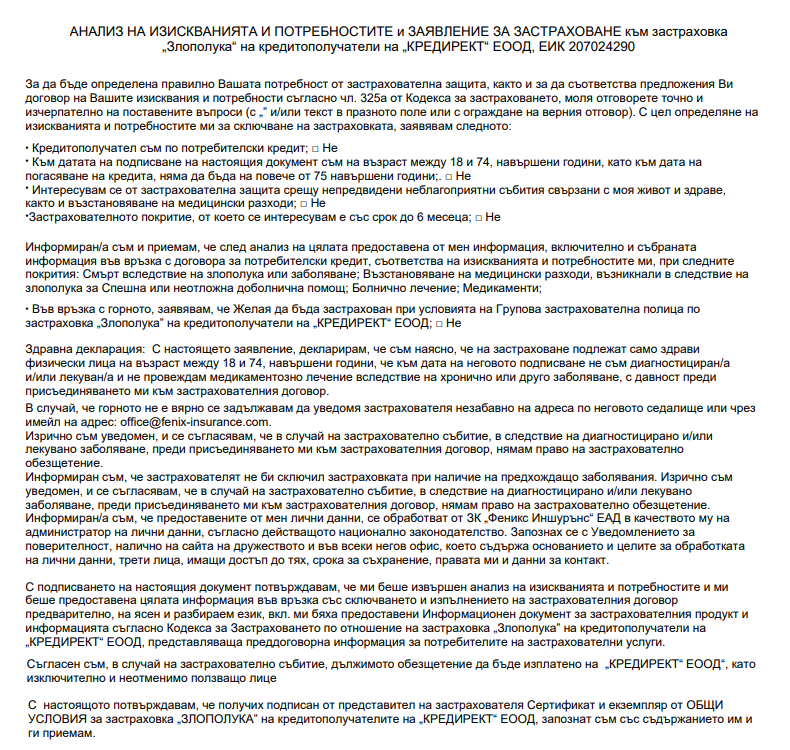 АНАЛИЗ НА ИЗИСКВАНИЯТА И ПОТРЕБНОСТИТЕ и ЗАЯВЛЕНИЕ ЗА ЗАСТРАХОВАНЕ към застраховка
„Злополука“ на кредитополучатели на „КРЕДИРЕКТ“ ЕООД, ЕИК 207024290
За да бъде определена правилно Вашата потребност от застрахователна защита, както и за да съответства предложения Ви
договор на Вашите изисквания и потребности съгласно чл. 325а от Кодекса за застраховането, моля отговорете точно и
изчерпателно на поставените въпроси (с „“ и/или текст в празното поле или с ограждане на верния отговор). С цел определяне на
изискванията и потребностите ми за сключване на застраховката, заявявам следното:
• Кредитополучател съм по потребителски кредит; □ Не
• Към датата на подписване на настоящия документ съм на възраст между 18 и 74, навършени години, като към дата на
погасяване на кредита, няма да бъда на повече от 75 навършени години;. □ Не
• Интересувам се от застрахователна защита срещу непредвидени неблагоприятни събития свързани с моя живот и здраве,
както и възстановяване на медицински разходи; □ Не
•Застрахователното покритие, от което се интересувам е със срок до 6 месеца; □ Не
Информиран/а съм и приемам, че след анализ на цялата предоставена от мен информация, включително и събраната
информация във връзка с договора за потребителски кредит, съответства на изискванията и потребностите ми, при следните
покрития: Смърт вследствие на злополука или заболяване; Възстановяване на медицински разходи, възникнали в следствие на
злополука за Спешна или неотложна доболнична помощ; Болнично лечение; Медикаменти;
• Във връзка с горното, заявявам, че Желая да бъда застрахован при условията на Групова застрахователна полица по
застраховка „Злополука” на кредитополучатели на „КРЕДИРЕКТ“ ЕООД; □ Не
Здравна декларация: С настоящето заявление, декларирам, че съм наясно, че на застраховане подлежат само здрави
физически лица на възраст между 18 и 74, навършени години, че към дата на неговото подписване не съм диагностициран/а
и/или лекуван/а и не провеждам медикаментозно лечение вследствие на хронично или друго заболяване, с давност преди
присъединяването ми към застрахователния договор.
В случай, че горното не е вярно се задължавам да уведомя застрахователя незабавно на адреса по неговото седалище или чрез
имейл на адрес: office@fenix-insurance.com.
Изрично съм уведомен, и се съгласявам, че в случай на застрахователно събитие, в следствие на диагностицирано и/или
лекувано заболяване, преди присъединяването ми към застрахователния договор, нямам право на застрахователно
обезщетение.
Информиран съм, че застрахователят не би сключил застраховката при наличие на предхождащо заболявания. Изрично съм
уведомен, и се съгласявам, че в случай на застрахователно събитие, в следствие на диагностицирано и/или лекувано
заболяване, преди присъединяването ми към застрахователния договор, нямам право на застрахователно обезщетение.
Информиран/а съм, че предоставените от мен лични данни, се обработват от ЗК „Феникс Иншурънс“ ЕАД в качеството му на
администратор на лични данни, съгласно действащото национално законодателство. Запознах се с Уведомлението за
поверителност, налично на сайта на дружеството и във всеки негов офис, което съдържа основанието и целите за обработката
на лични данни, трети лица, имащи достъп до тях, срока за съхранение, правата ми и данни за контакт.
С подписването на настоящия документ потвърждавам, че ми беше извършен анализ на изискванията и потребностите и ми
беше предоставена цялата информация във връзка със сключването и изпълнението на застрахователния договор
предварително, на ясен и разбираем език, вкл. ми бяха предоставени Информационен документ за застрахователния продукт и
информацията съгласно Кодекса за Застраховането по отношение на застраховка „Злополука” на кредитополучатели на
„КРЕДИРЕКТ“ ЕООД, представляваща преддоговорна информация за потребителите на застрахователни услуги.
Съгласен съм, в случай на застрахователно събитие, дължимото обезщетение да бъде изплатено на „КРЕДИРЕКТ“ ЕООД“, като
изключително и неотменимо ползващо лице
С настоящото потвърждавам, че получих подписан от представител на застрахователя Сертификат и екземпляр от ОБЩИ
УСЛОВИЯ за застраховка „ЗЛОПОЛУКА” на кредитополучателите на „КРЕДИРЕКТ“ ЕООД, запознат съм със съдържанието им и
ги приемам.